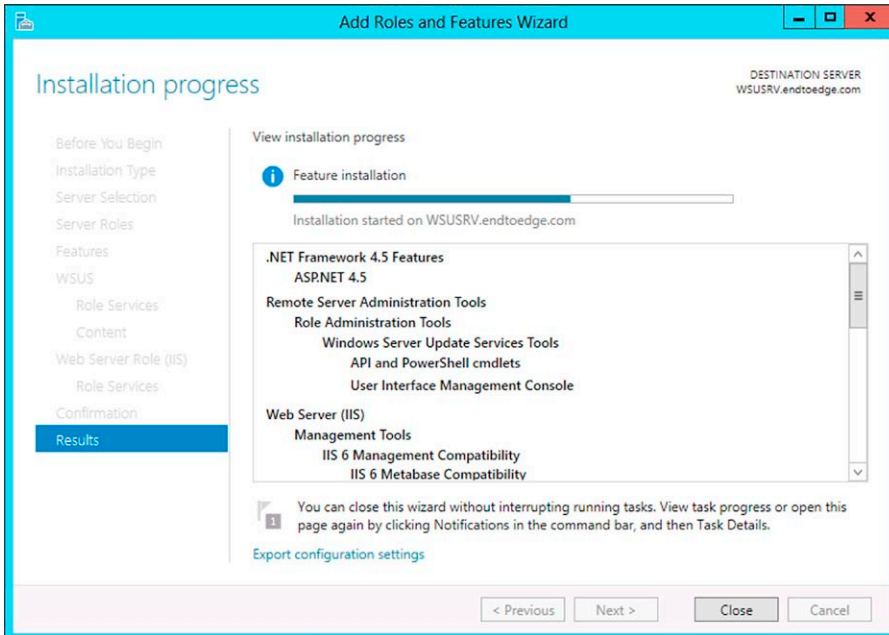 Add Roles and Features Wizard
x
Installation progress
DESTINATION SERVER
WSUSRV.endtoedge.com
Before You Begin
Installation Type
Server Selection
Server Roles
Features
WSUS
Role Services
Content
Web Server Role (IIS)
Role Services
Confirmation
Results
View installation progress
i Feature installation
Installation started on WSUSRV.endtoedge.com
.NET Framework 4.5 Features
ASP.NET 4.5
Remote Server Administration Tools
Role Administration Tools
Windows Server Update Services Tools
API and PowerShell cmdlets
User Interface Management Console
Web Server (IIS)
Management Tools
IIS 6 Management Compatibility
IIS 6 Metabase Compatibility
1
You can close this wizard without interrupting running tasks. View task progress or open this
page again by clicking Notifications in the command bar, and then Task Details.
Export configuration settings
< Previous Next > Close Cancel